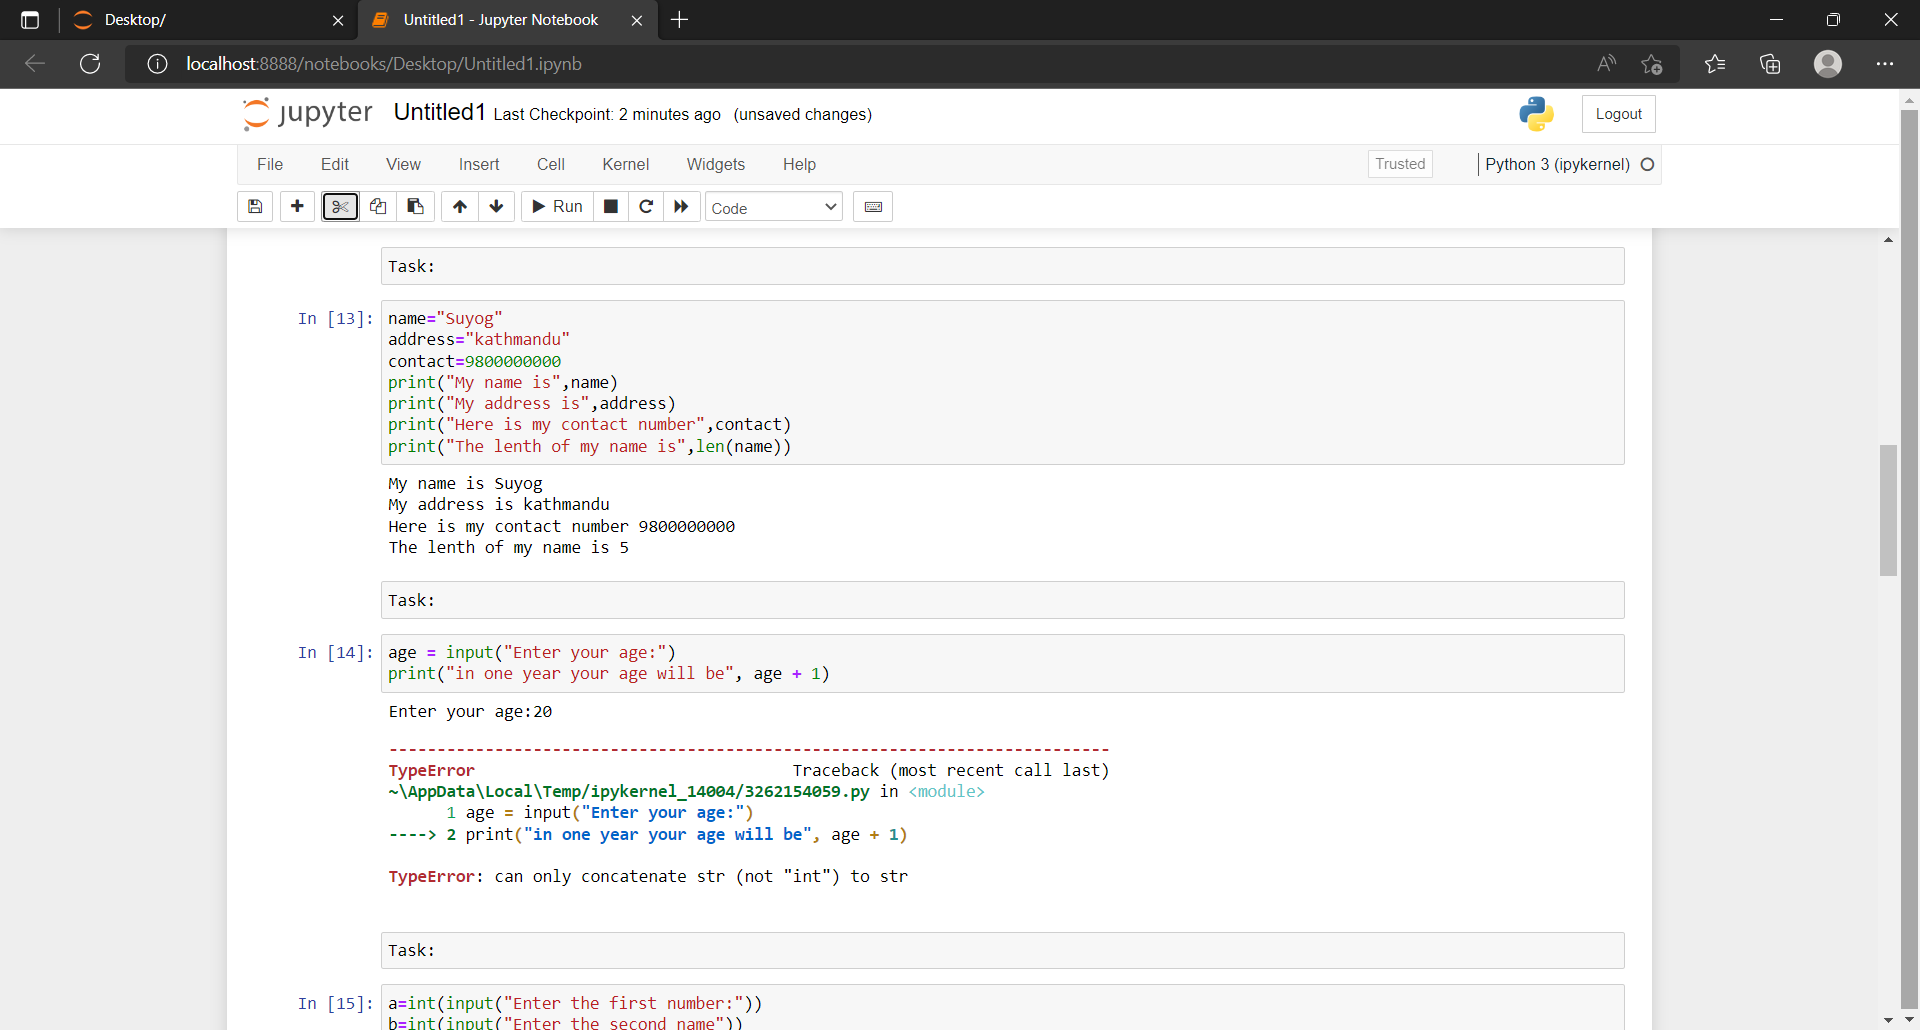 Desktop/
Untitled1 - Jupyter Notebook
localhost:8888/notebooks/Desktop/Untitled1.ipynb
jupyter Untitled1 Last Checkpoint: 2 minutes ago (unsaved changes)
Logout
File Edit View Insert Cell Kernel Widgets Help
Trusted
Python 3 (ipykernel)
Run
Code
Task:
In [13]:
name="Suyog"
address="kathmandu"
contact=9800000000
print("My name is",name)
print("My address is",address)
print("Here is my contact number",contact)
print("The lenth of my name is",len(name))
My name is Suyog
My address is kathmandu
Here is my contact number 9800000000
The lenth of my name is 5
Task:
In [14]:
age = input("Enter your age:")
print("in one year your age will be", age + 1)
Enter your age:20
---------------------------------------------------------------------------
TypeError                                 Traceback (most recent call last)
~\AppData\Local\Temp/ipykernel_14004/3262154059.py in <module>
      1 age = input("Enter your age:")
----> 2 print("in one year your age will be", age + 1)
TypeError: can only concatenate str (not "int") to str
Task:
In [15]:
a=int(input("Enter the first number:"))
b=int(input("Enter the second name"))